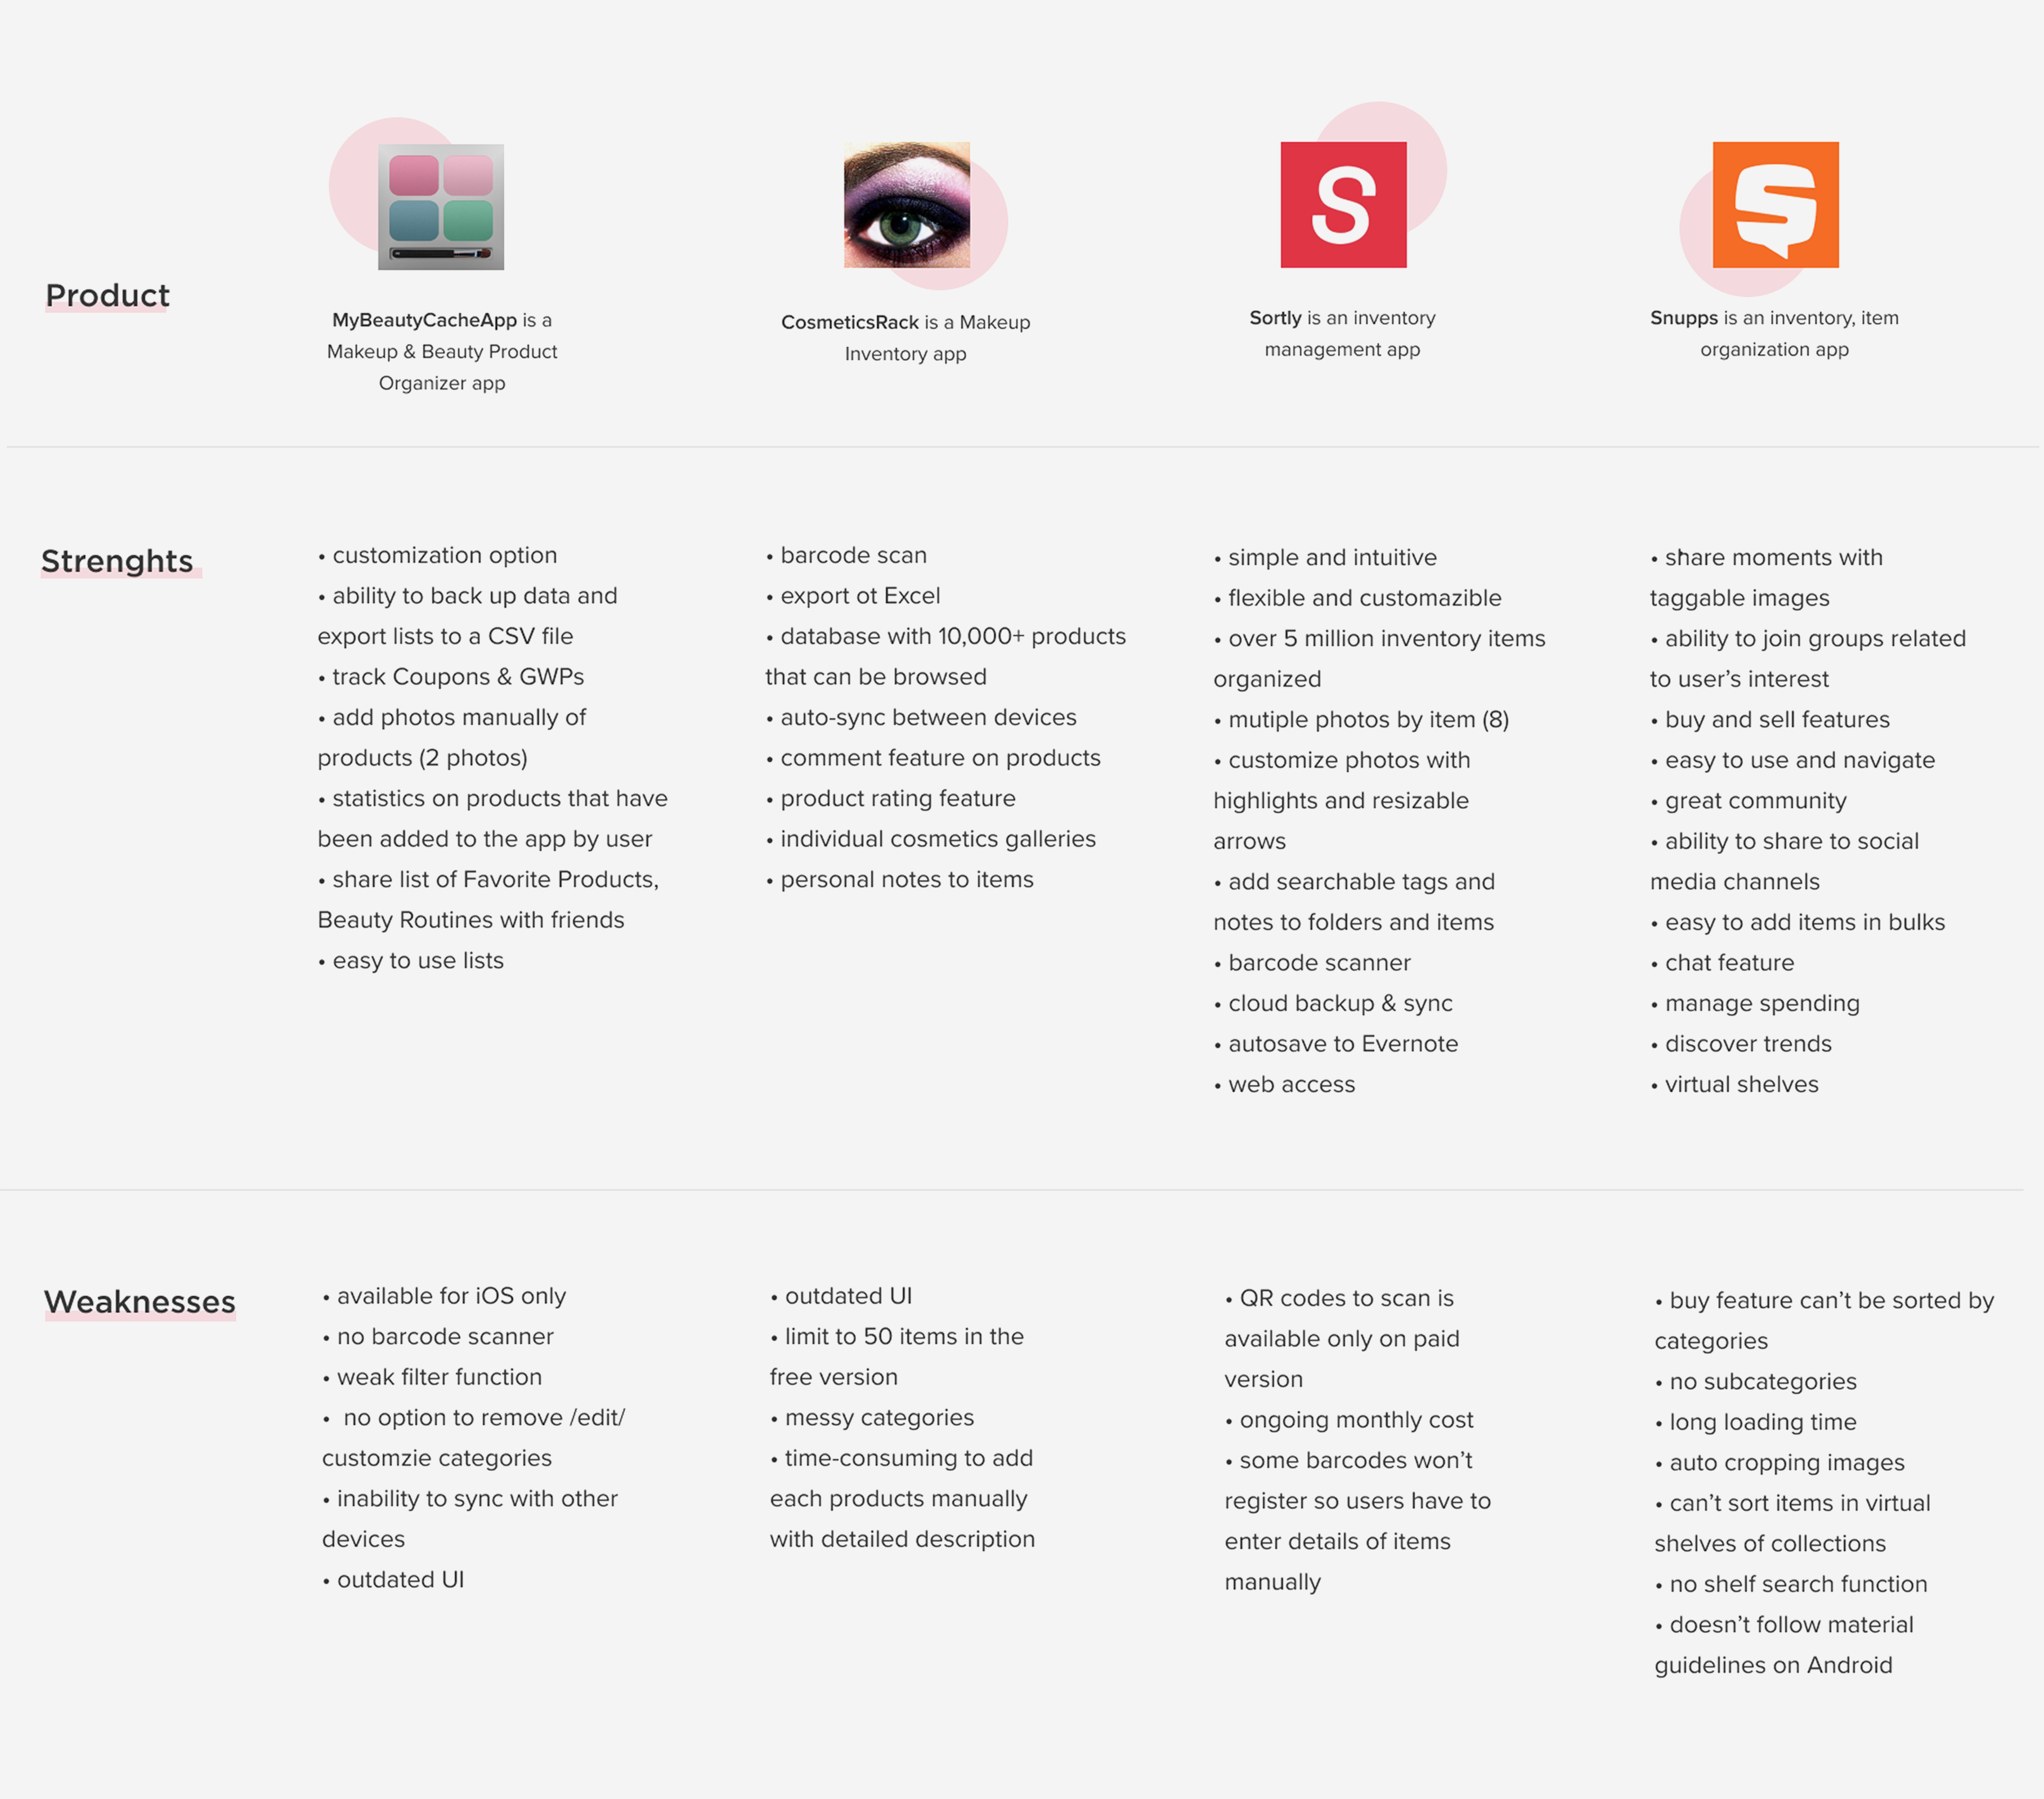 Product
MyBeautyCacheApp is a
Makeup & Beauty Product
Organizer app
CosmeticsRack is a Makeup
Inventory app
S
Sortly is an inventory
management app
S
Snupps is an inventory, item
organization app
Strenghts
• customization option
• ability to back up data and
export lists to a CSV file
• track Coupons & GWPs
• add photos manually of
products (2 photos)
• statistics on products that have
been added to the app by user
• share list of Favorite Products,
Beauty Routines with friends
• easy to use lists
• barcode scan
• export ot Excel
• database with 10,000+ products
that can be browsed
• auto-sync between devices
• comment feature on products
• product rating feature
• individual cosmetics galleries
• personal notes to items
• simple and intuitive
• flexible and customazible
• over 5 million inventory items
organized
• mutiple photos by item (8)
• customize photos with
highlights and resizable
arrows
• add searchable tags and
notes to folders and items
• barcode scanner
• cloud backup & sync
• autosave to Evernote
• web access
• share moments with
taggable images
• ability to join groups related
to user’s interest
• buy and sell features
• easy to use and navigate
• great community
• ability to share to social
media channels
• easy to add items in bulks
• chat feature
• manage spending
• discover trends
• virtual shelves
Weaknesses
• available for iOS only
• no barcode scanner
• weak filter function
•  no option to remove /edit/
customzie categories
• inability to sync with other
devices
• outdated UI
• outdated UI
• limit to 50 items in the
free version
• messy categories
• time-consuming to add
each products manually
with detailed description
• QR codes to scan is
available only on paid
version
• ongoing monthly cost
• some barcodes won’t
register so users have to
enter details of items
manually
• buy feature can’t be sorted by
categories
• no subcategories
• long loading time
• auto cropping images
• can’t sort items in virtual
shelves of collections
• no shelf search function
• doesn’t follow material
guidelines on Android